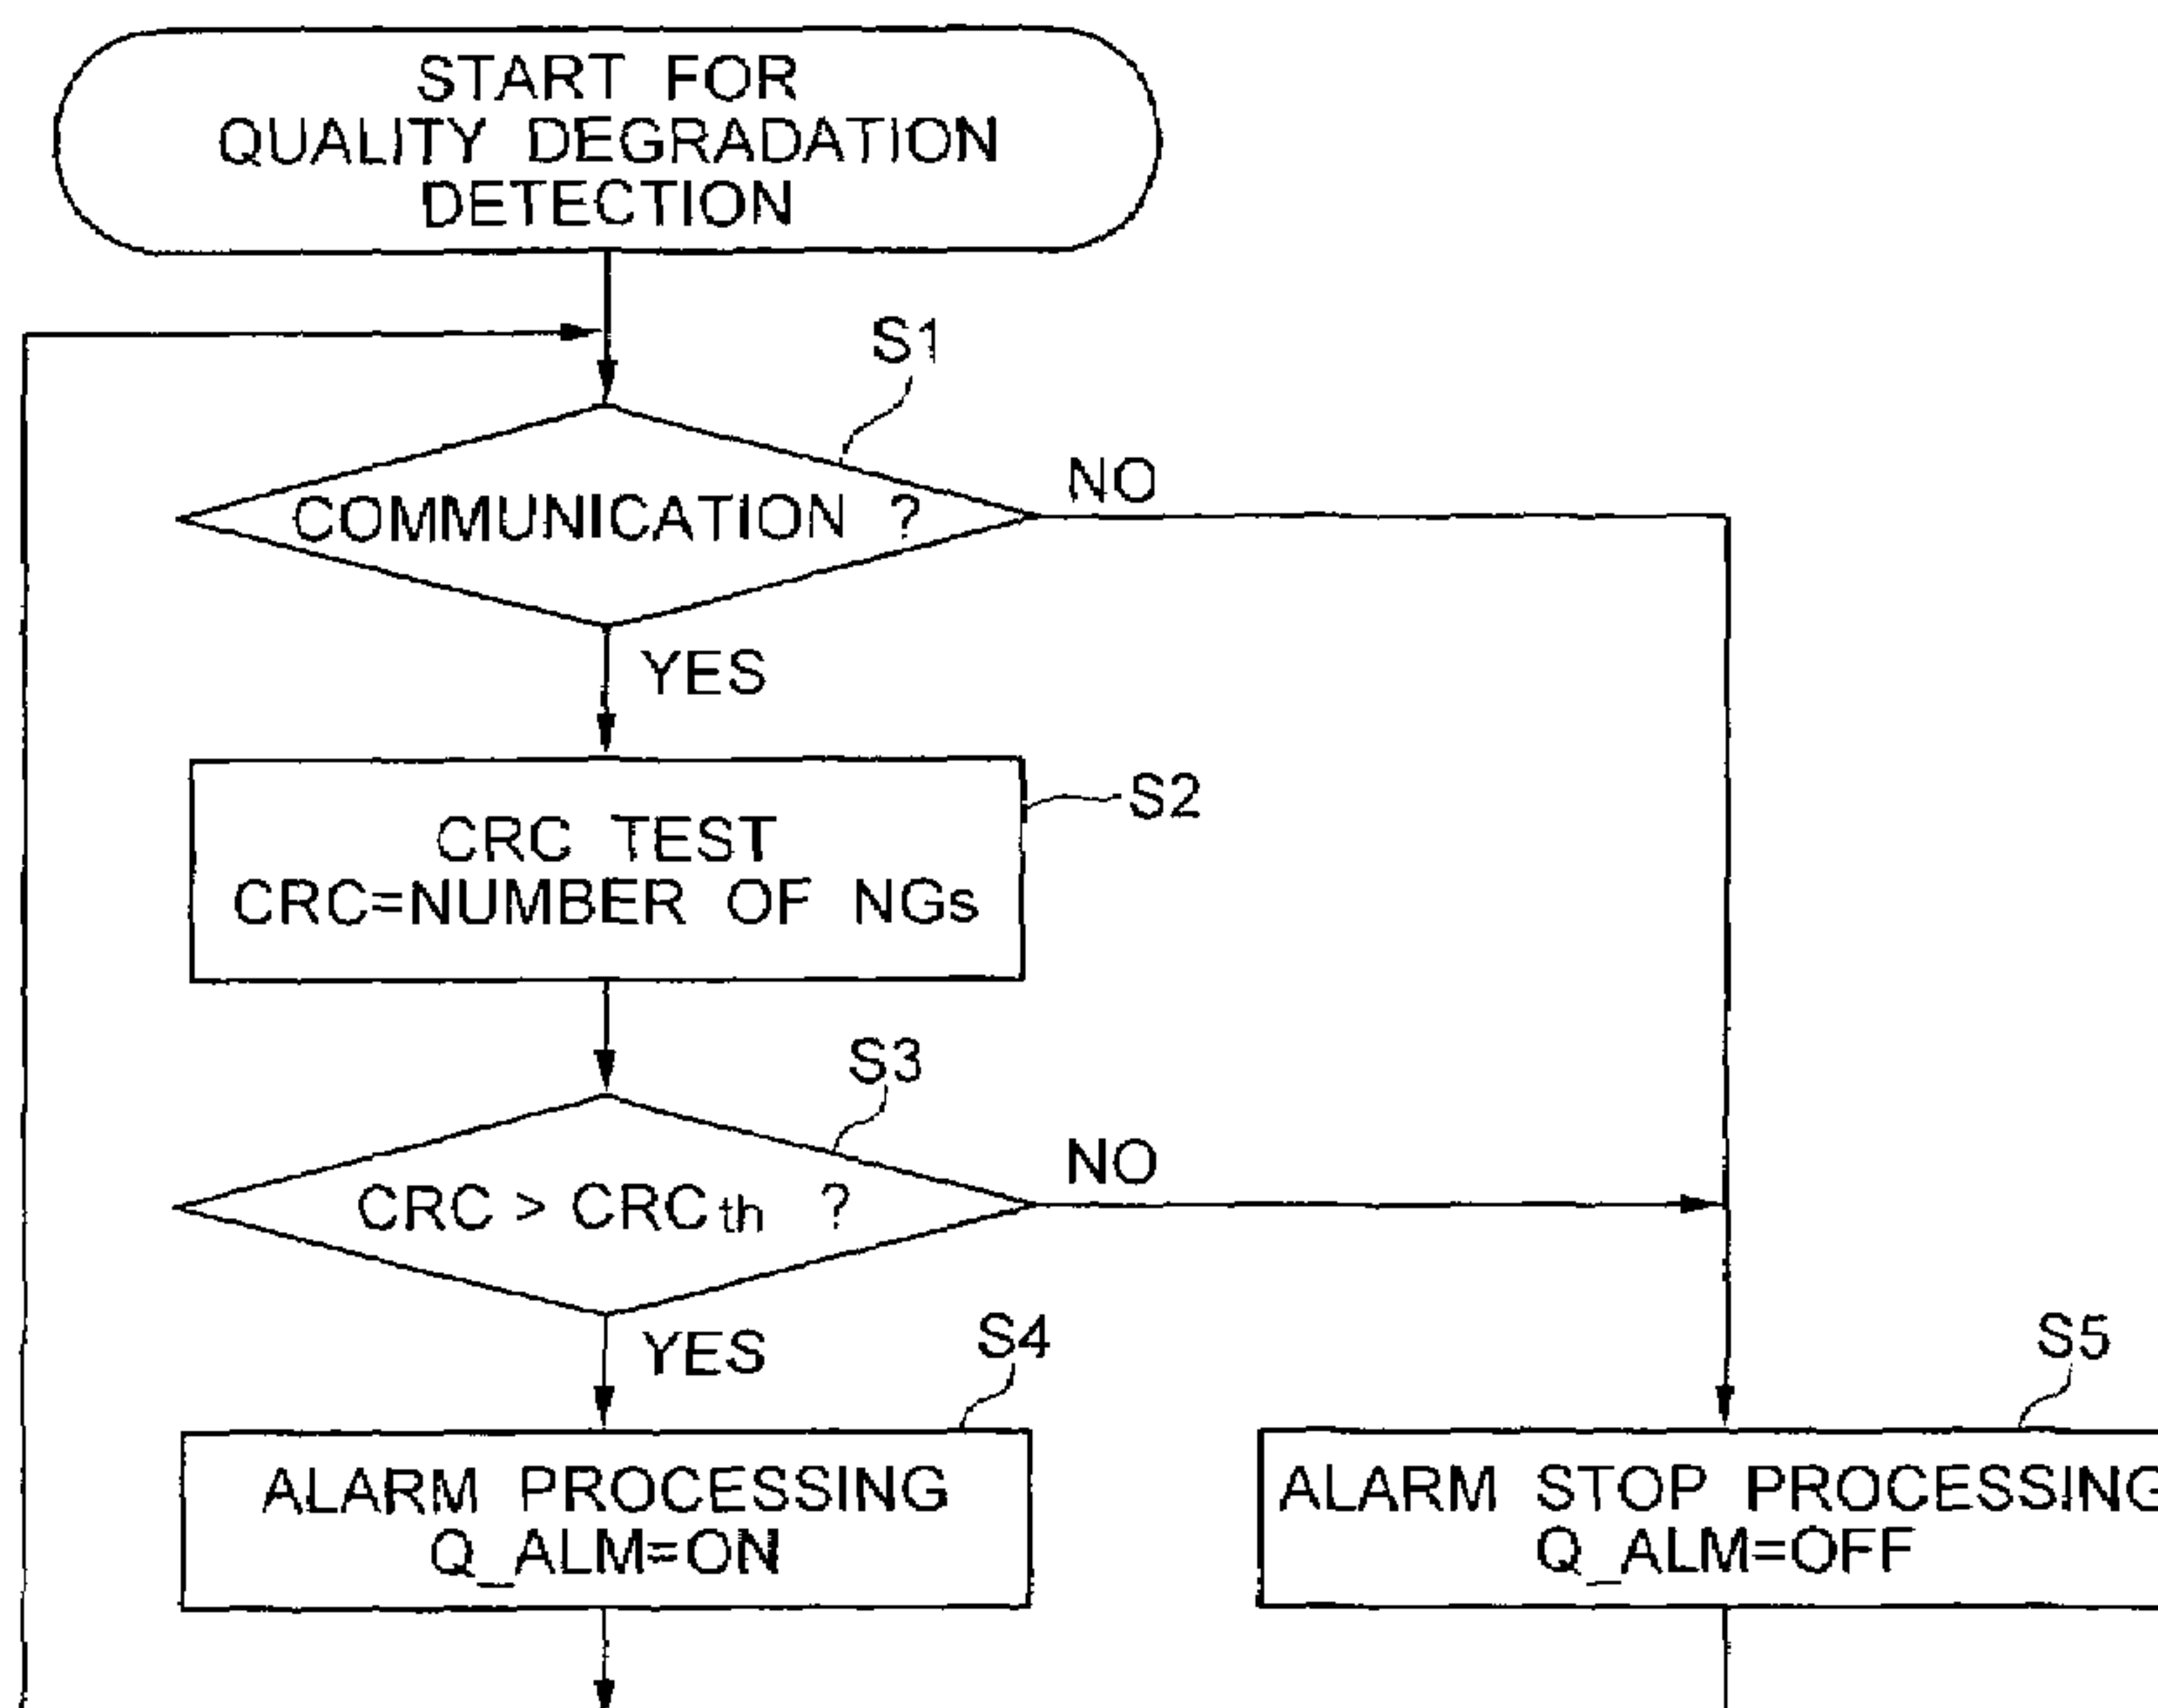 START FOR
QUALITY DEGRADATION
DETECTION
S1
COMMUNICATION ?
NO
YES
S2
CRC TEST
CRC=NUMBER OF NGs
S3
CRC > CRCth ?
NO
YES
S4
S5
ALARM PROCESSING
Q_ALM=ON
ALARM STOP PROCESSING
Q_ALM=OFF